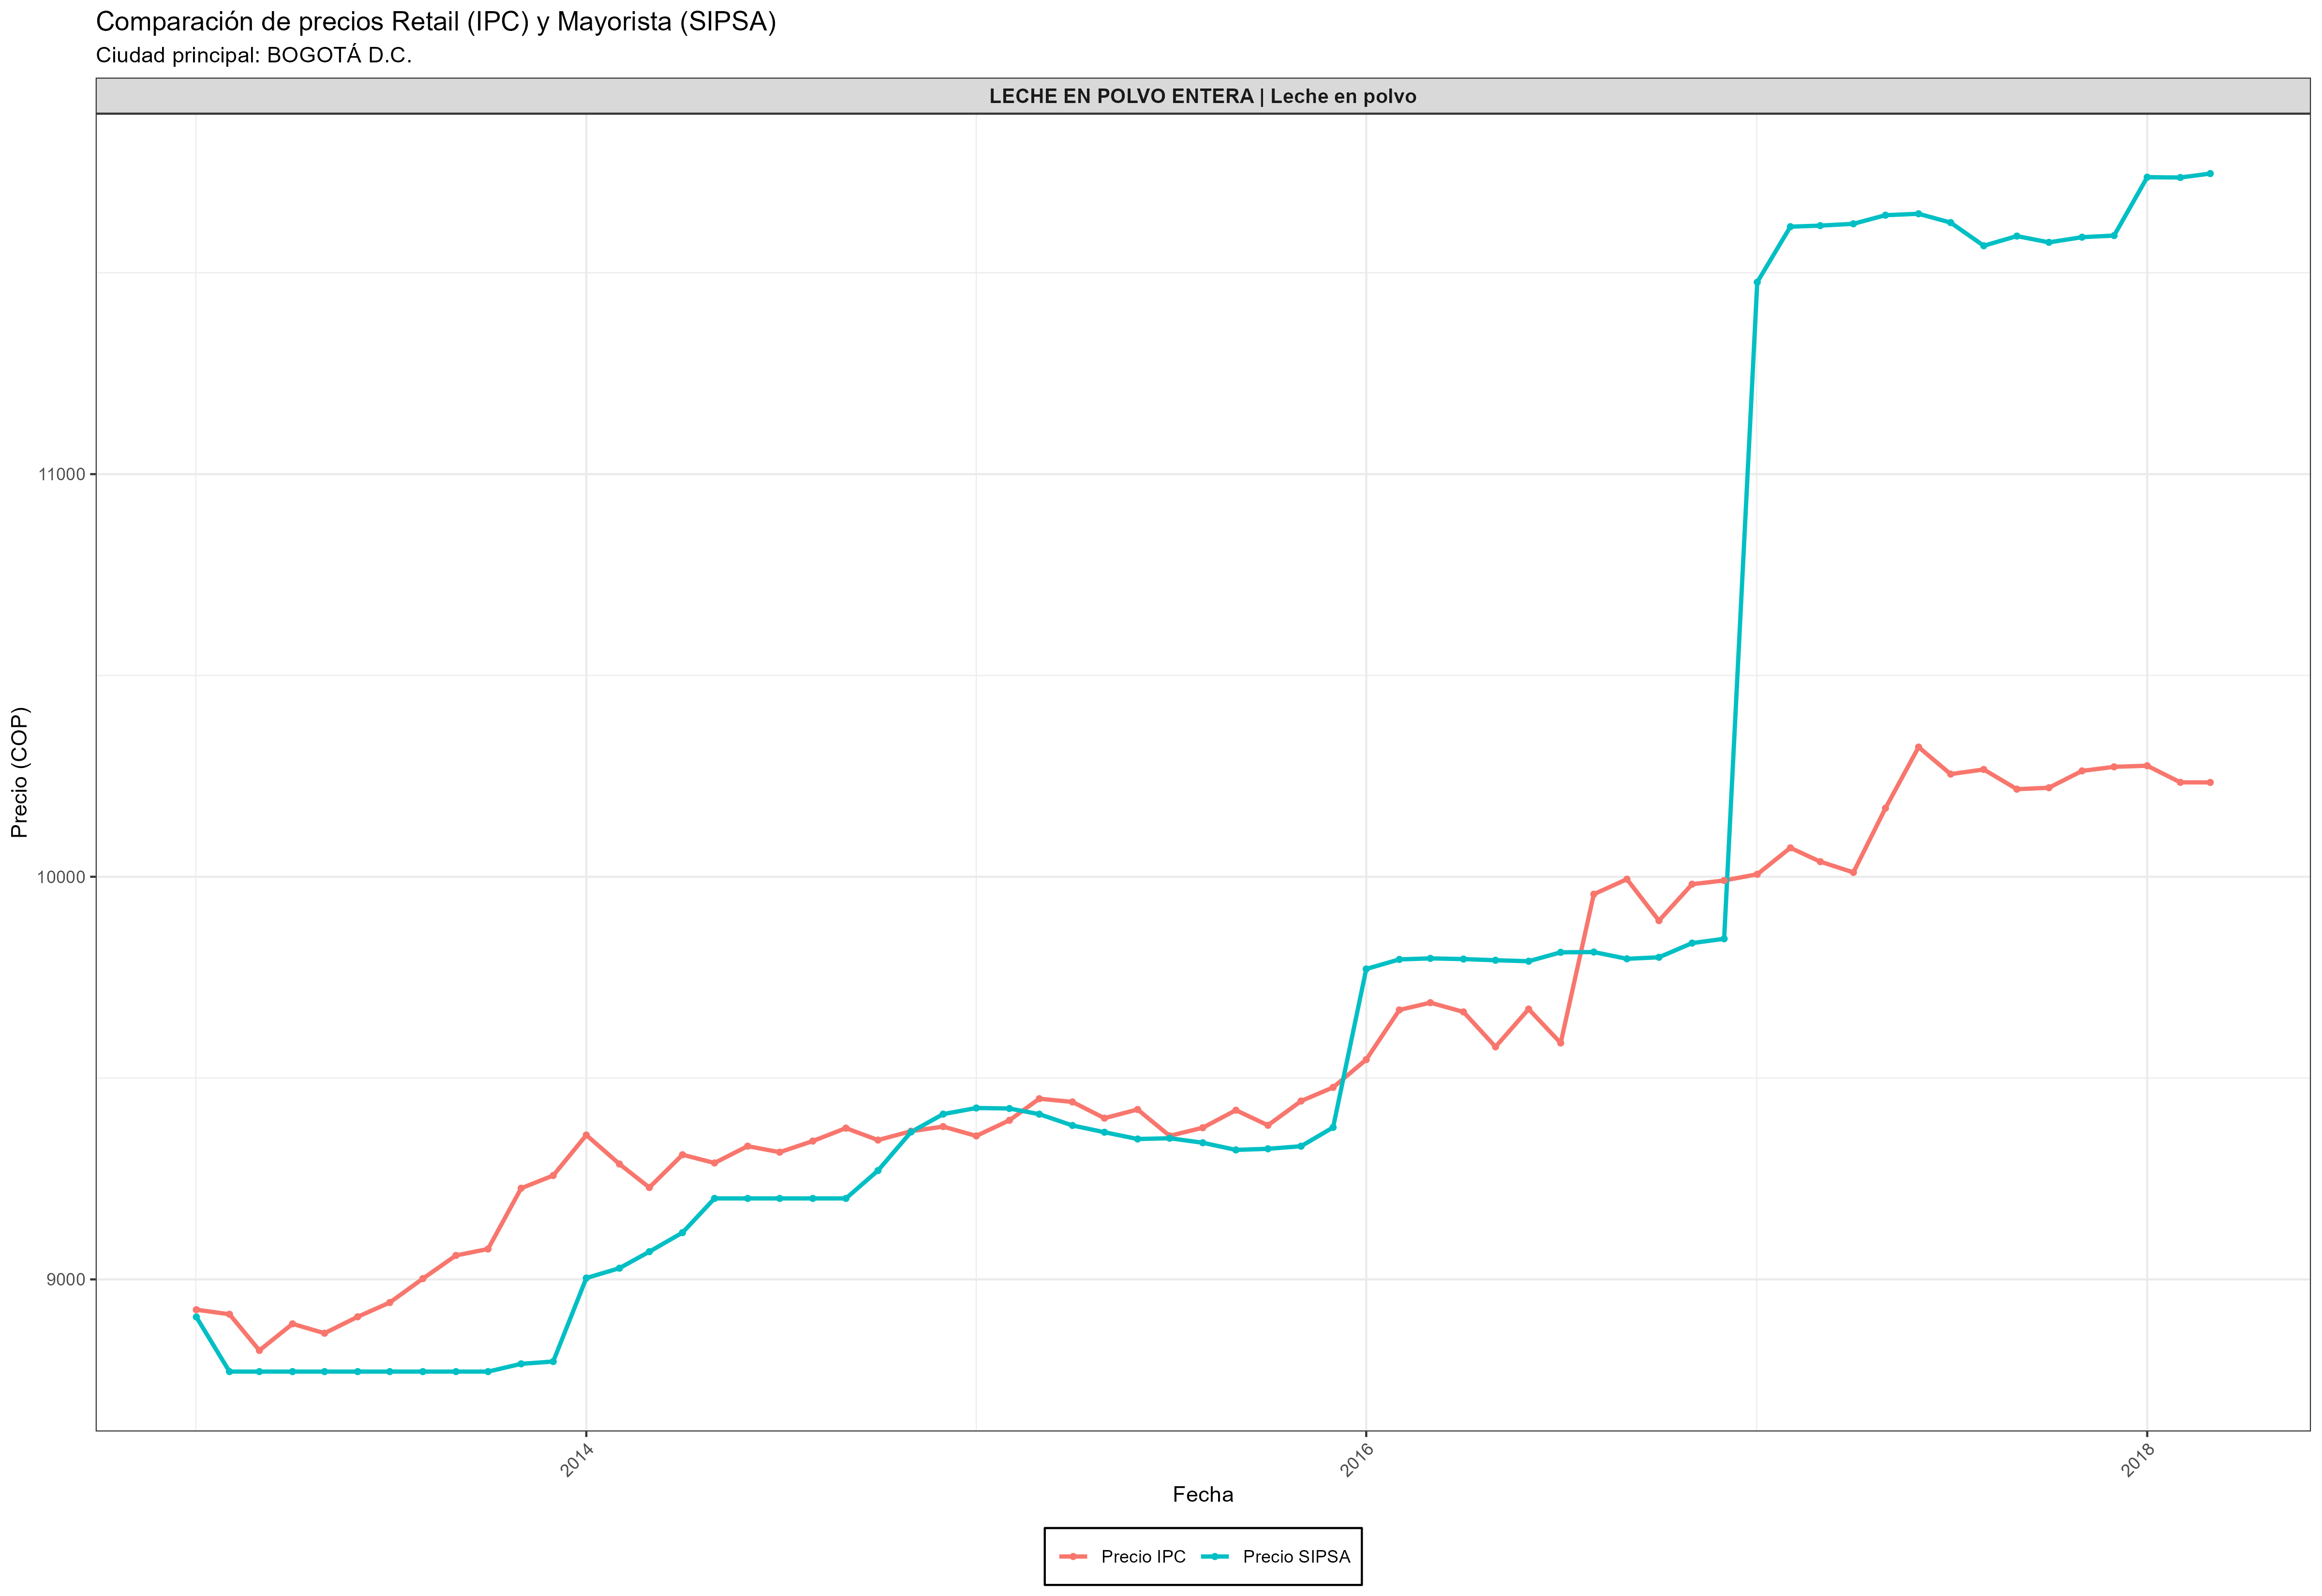 Comparación de precios Retail (IPC) y Mayorista (SIPSA)
Ciudad principal: BOGOTÁ D.C.
LECHE EN POLVO ENTERA | Leche en polvo
Precio (COP)
11000
10000
9000
2014
2016
2018
Fecha
Precio IPC
Precio SIPSA